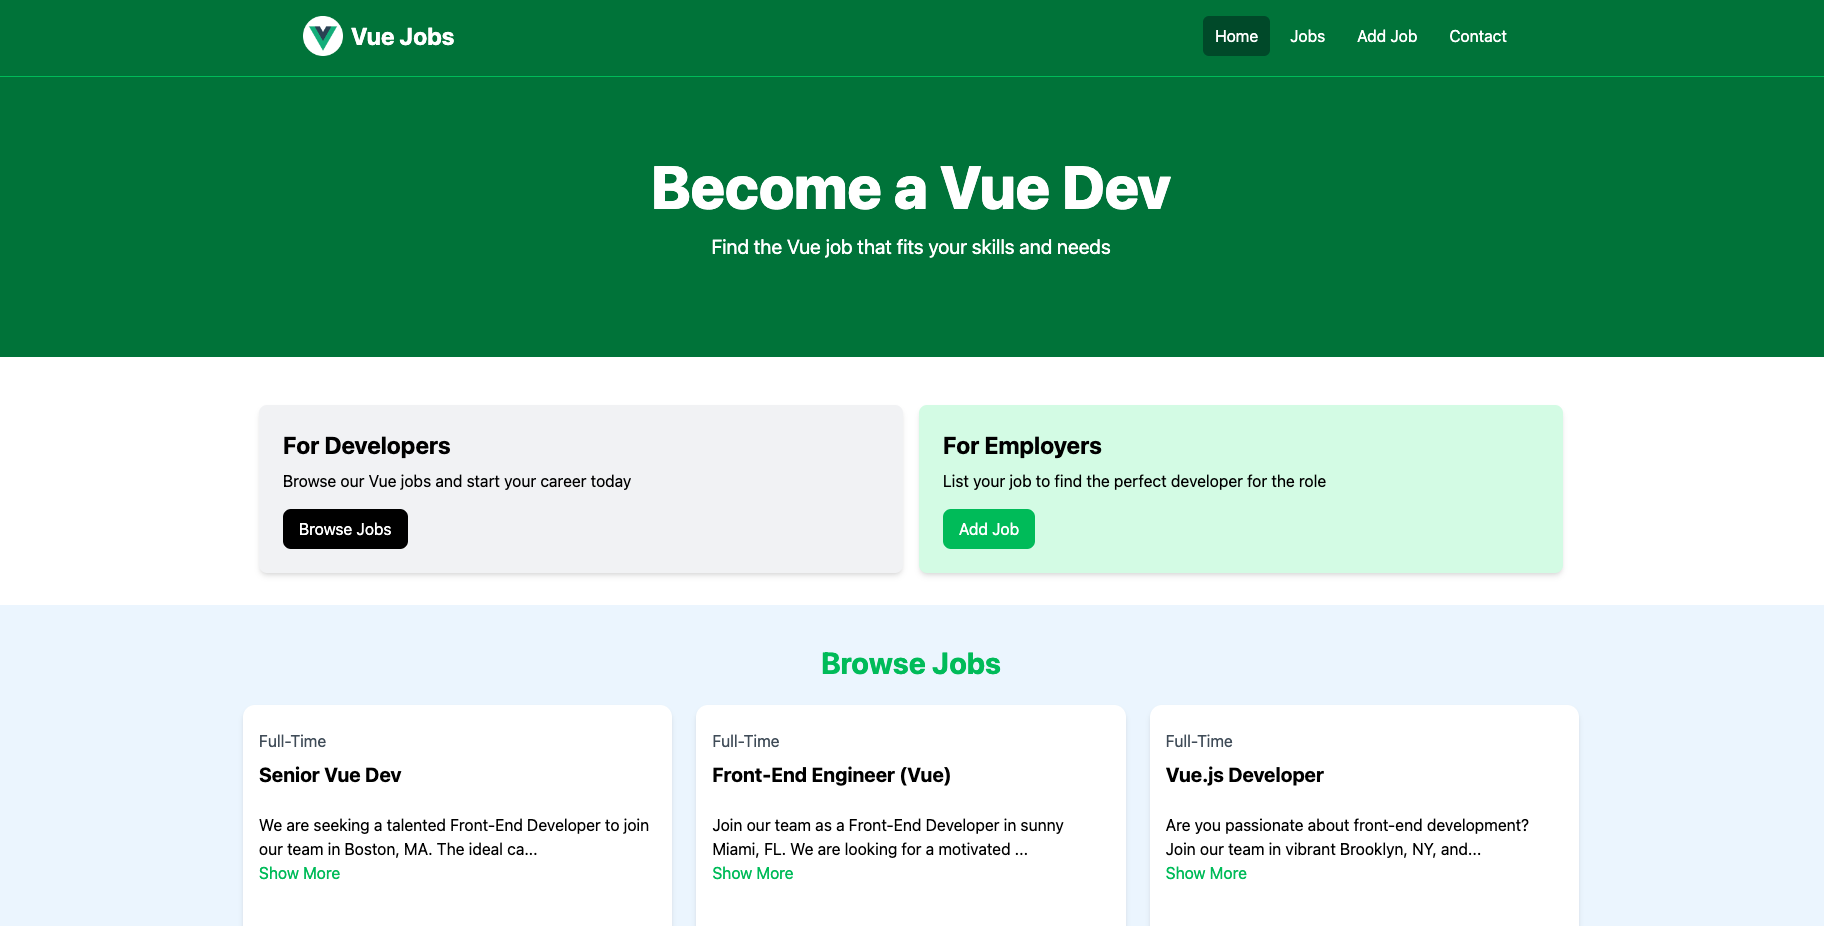 Vue Jobs
Home
Jobs
Add Job
Contact
Become a Vue Dev
Find the Vue job that fits your skills and needs
For Developers
Browse our Vue jobs and start your career today
Browse Jobs
For Employers
List your job to find the perfect developer for the role
Add Job
Browse Jobs
Full-Time
Senior Vue Dev
We are seeking a talented Front-End Developer to join
our team in Boston, MA. The ideal ca...
Show More
Full-Time
Front-End Engineer (Vue)
Join our team as a Front-End Developer in sunny
Miami, FL. We are looking for a motivated ...
Show More
Full-Time
Vue.js Developer
Are you passionate about front-end development?
Join our team in vibrant Brooklyn, NY, and...
Show More